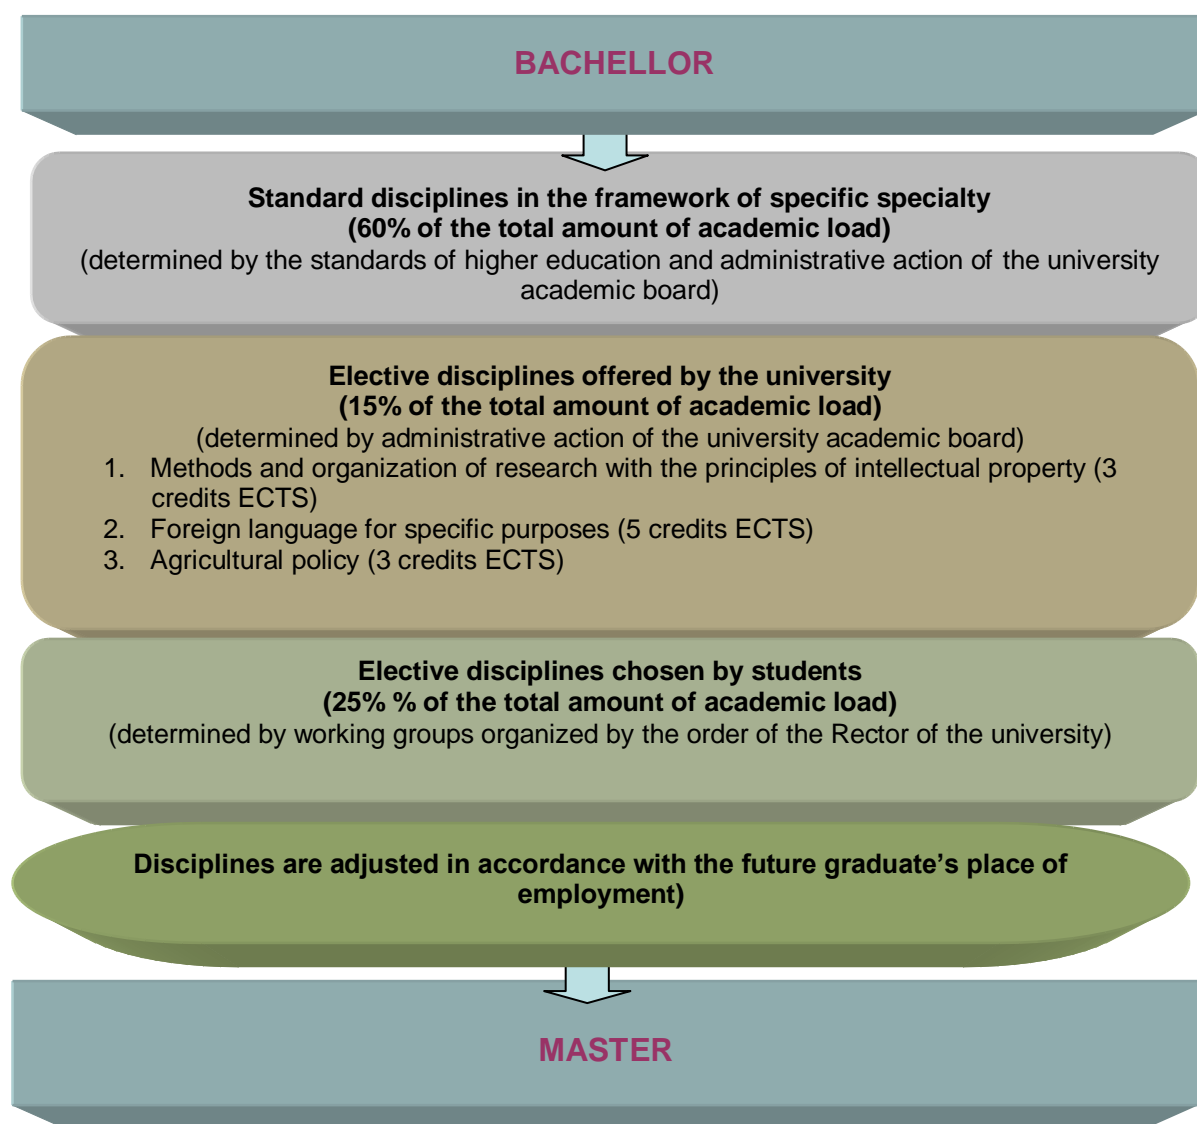 BACHELLOR
Standard disciplines in the framework of specific specialty
(60% of the total amount of academic load)
(determined by the standards of higher education and administrative action of the university
academic board)
Elective disciplines offered by the university
(15% of the total amount of academic load)
(determined by administrative action of the university academic board)
1. Methods and organization of research with the principles of intellectual property (3
credits ECTS)
2. Foreign language for specific purposes (5 credits ECTS)
3. Agricultural policy (3 credits ECTS)
Elective disciplines chosen by students
(25% % of the total amount of academic load)
(determined by working groups organized by the order of the Rector of the university)
Disciplines are adjusted in accordance with the future graduate’s place of
employment)
MASTER